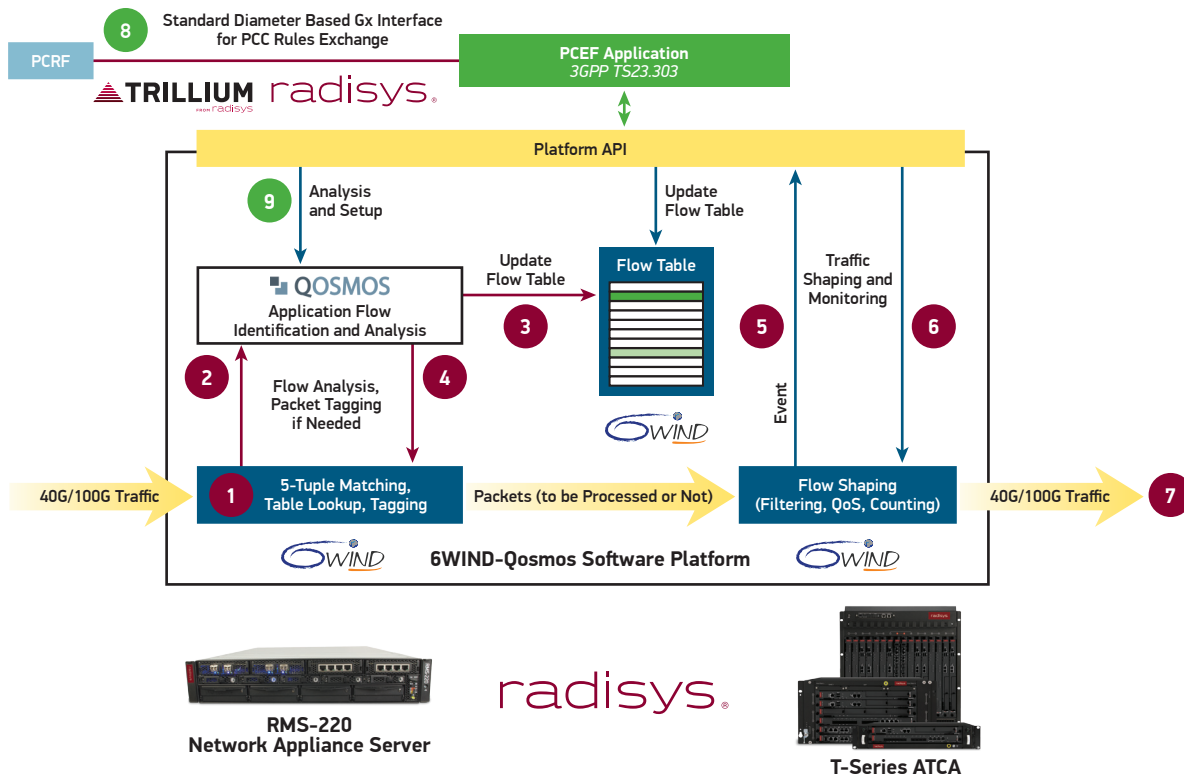 8
Standard Diameter Based Gx Interface
for PCC Rules Exchange
PCRF
PCEF Application
3GPP TS23.303
TRILLIUM
FROM radisys
radisys®
Platform API
9
Analysis
and Setup
Update
Flow Table
QOSMOS
Application Flow
Identification and Analysis
Update
Flow Table
3
Flow Table
Traffic
Shaping and
Monitoring
5
6
2
4
Flow Analysis,
Packet Tagging
if Needed
Event
6WIND
40G/100G Traffic
1
5-Tuple Matching,
Table Lookup, Tagging
Packets (to be Processed or Not)
Flow Shaping
(Filtering, QoS, Counting)
40G/100G Traffic
7
6WIND
6WIND-Qosmos Software Platform
6WIND
radisys
RMS-220
Network Appliance Server
radisys®
T-Series ATCA